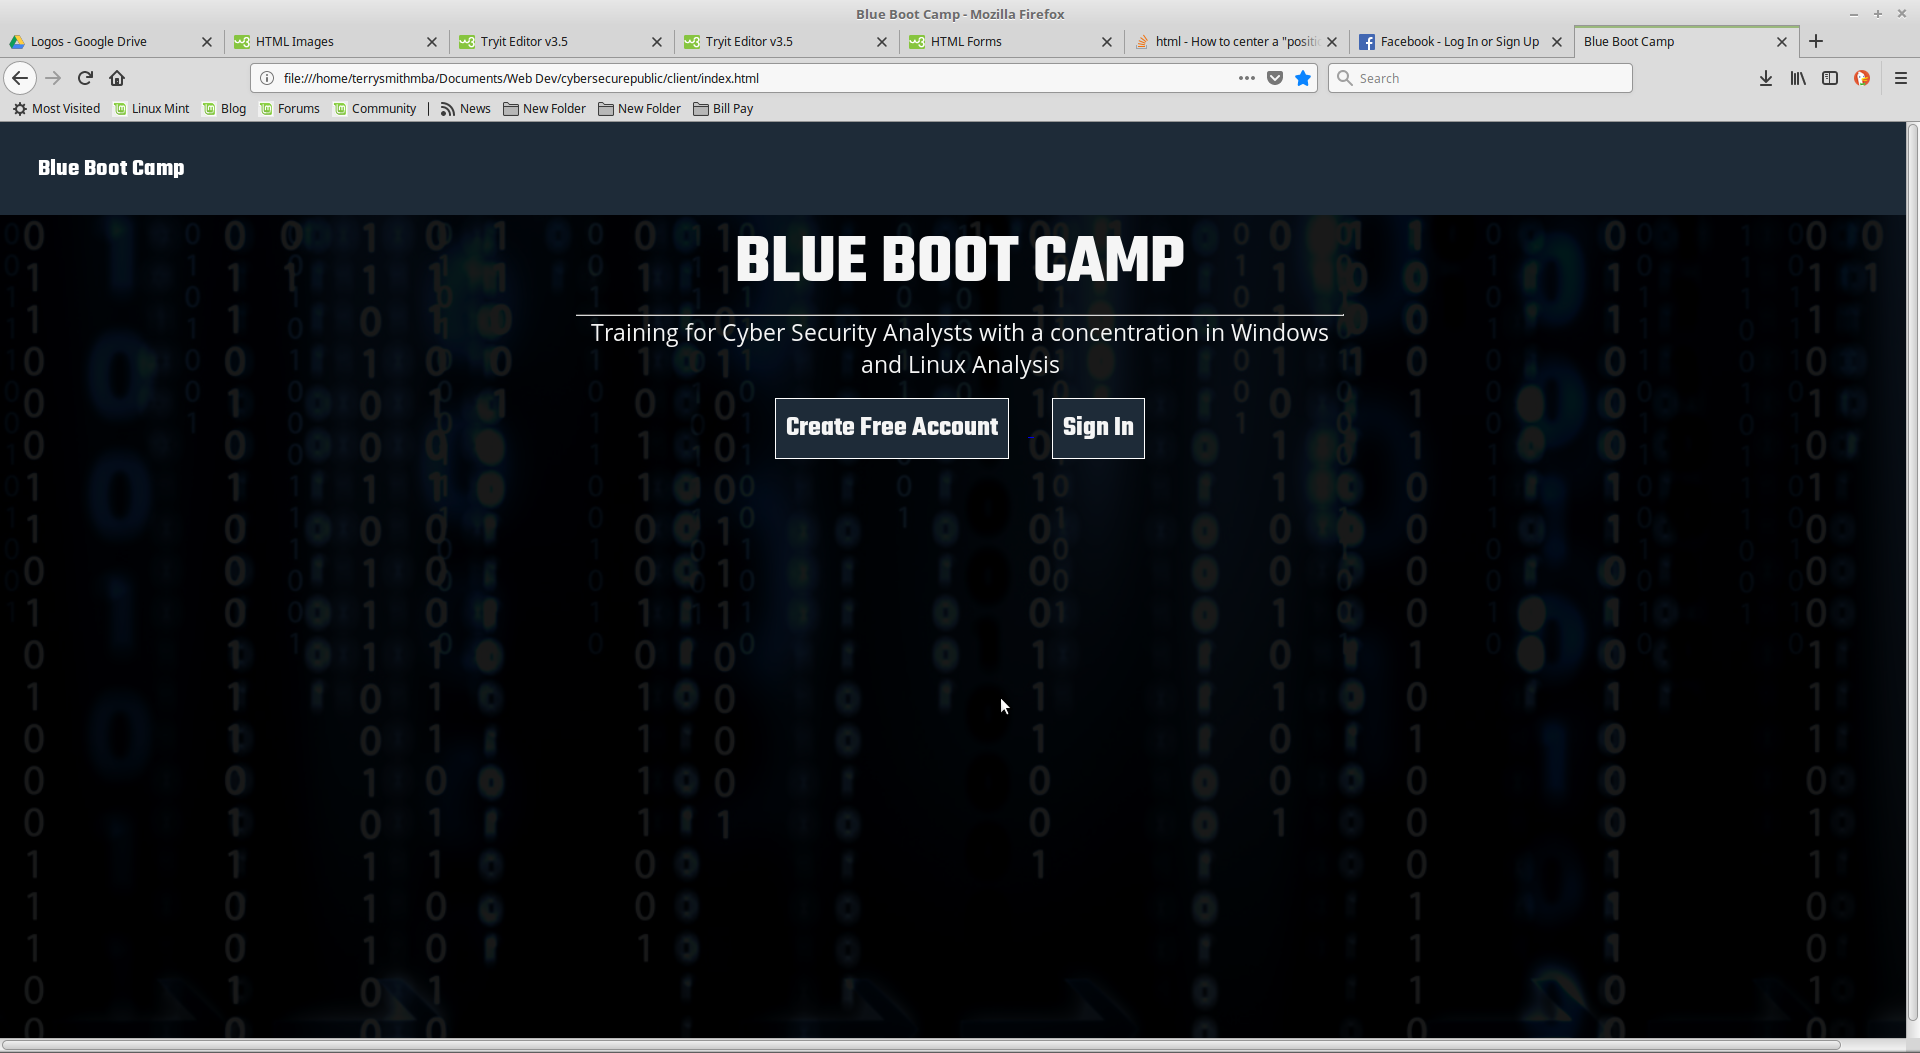 Blue Boot Camp - Mozilla Firefox
Logos - Google Drive
HTML Images
Tryit Editor v3.5
Tryit Editor v3.5
HTML Forms
html - How to center a "positi
Facebook - Log In or Sign Up
Blue Boot Camp
file:///home/terrysmithmba/Documents/Web Dev/cybersecurepublic/client/index.html
Search
Most Visited
Linux Mint
Blog
Forums
Community
News
New Folder
New Folder
Bill Pay
Blue Boot Camp
BLUE BOOT CAMP
Training for Cyber Security Analysts with a concentration in Windows
and Linux Analysis
Create Free Account
Sign In